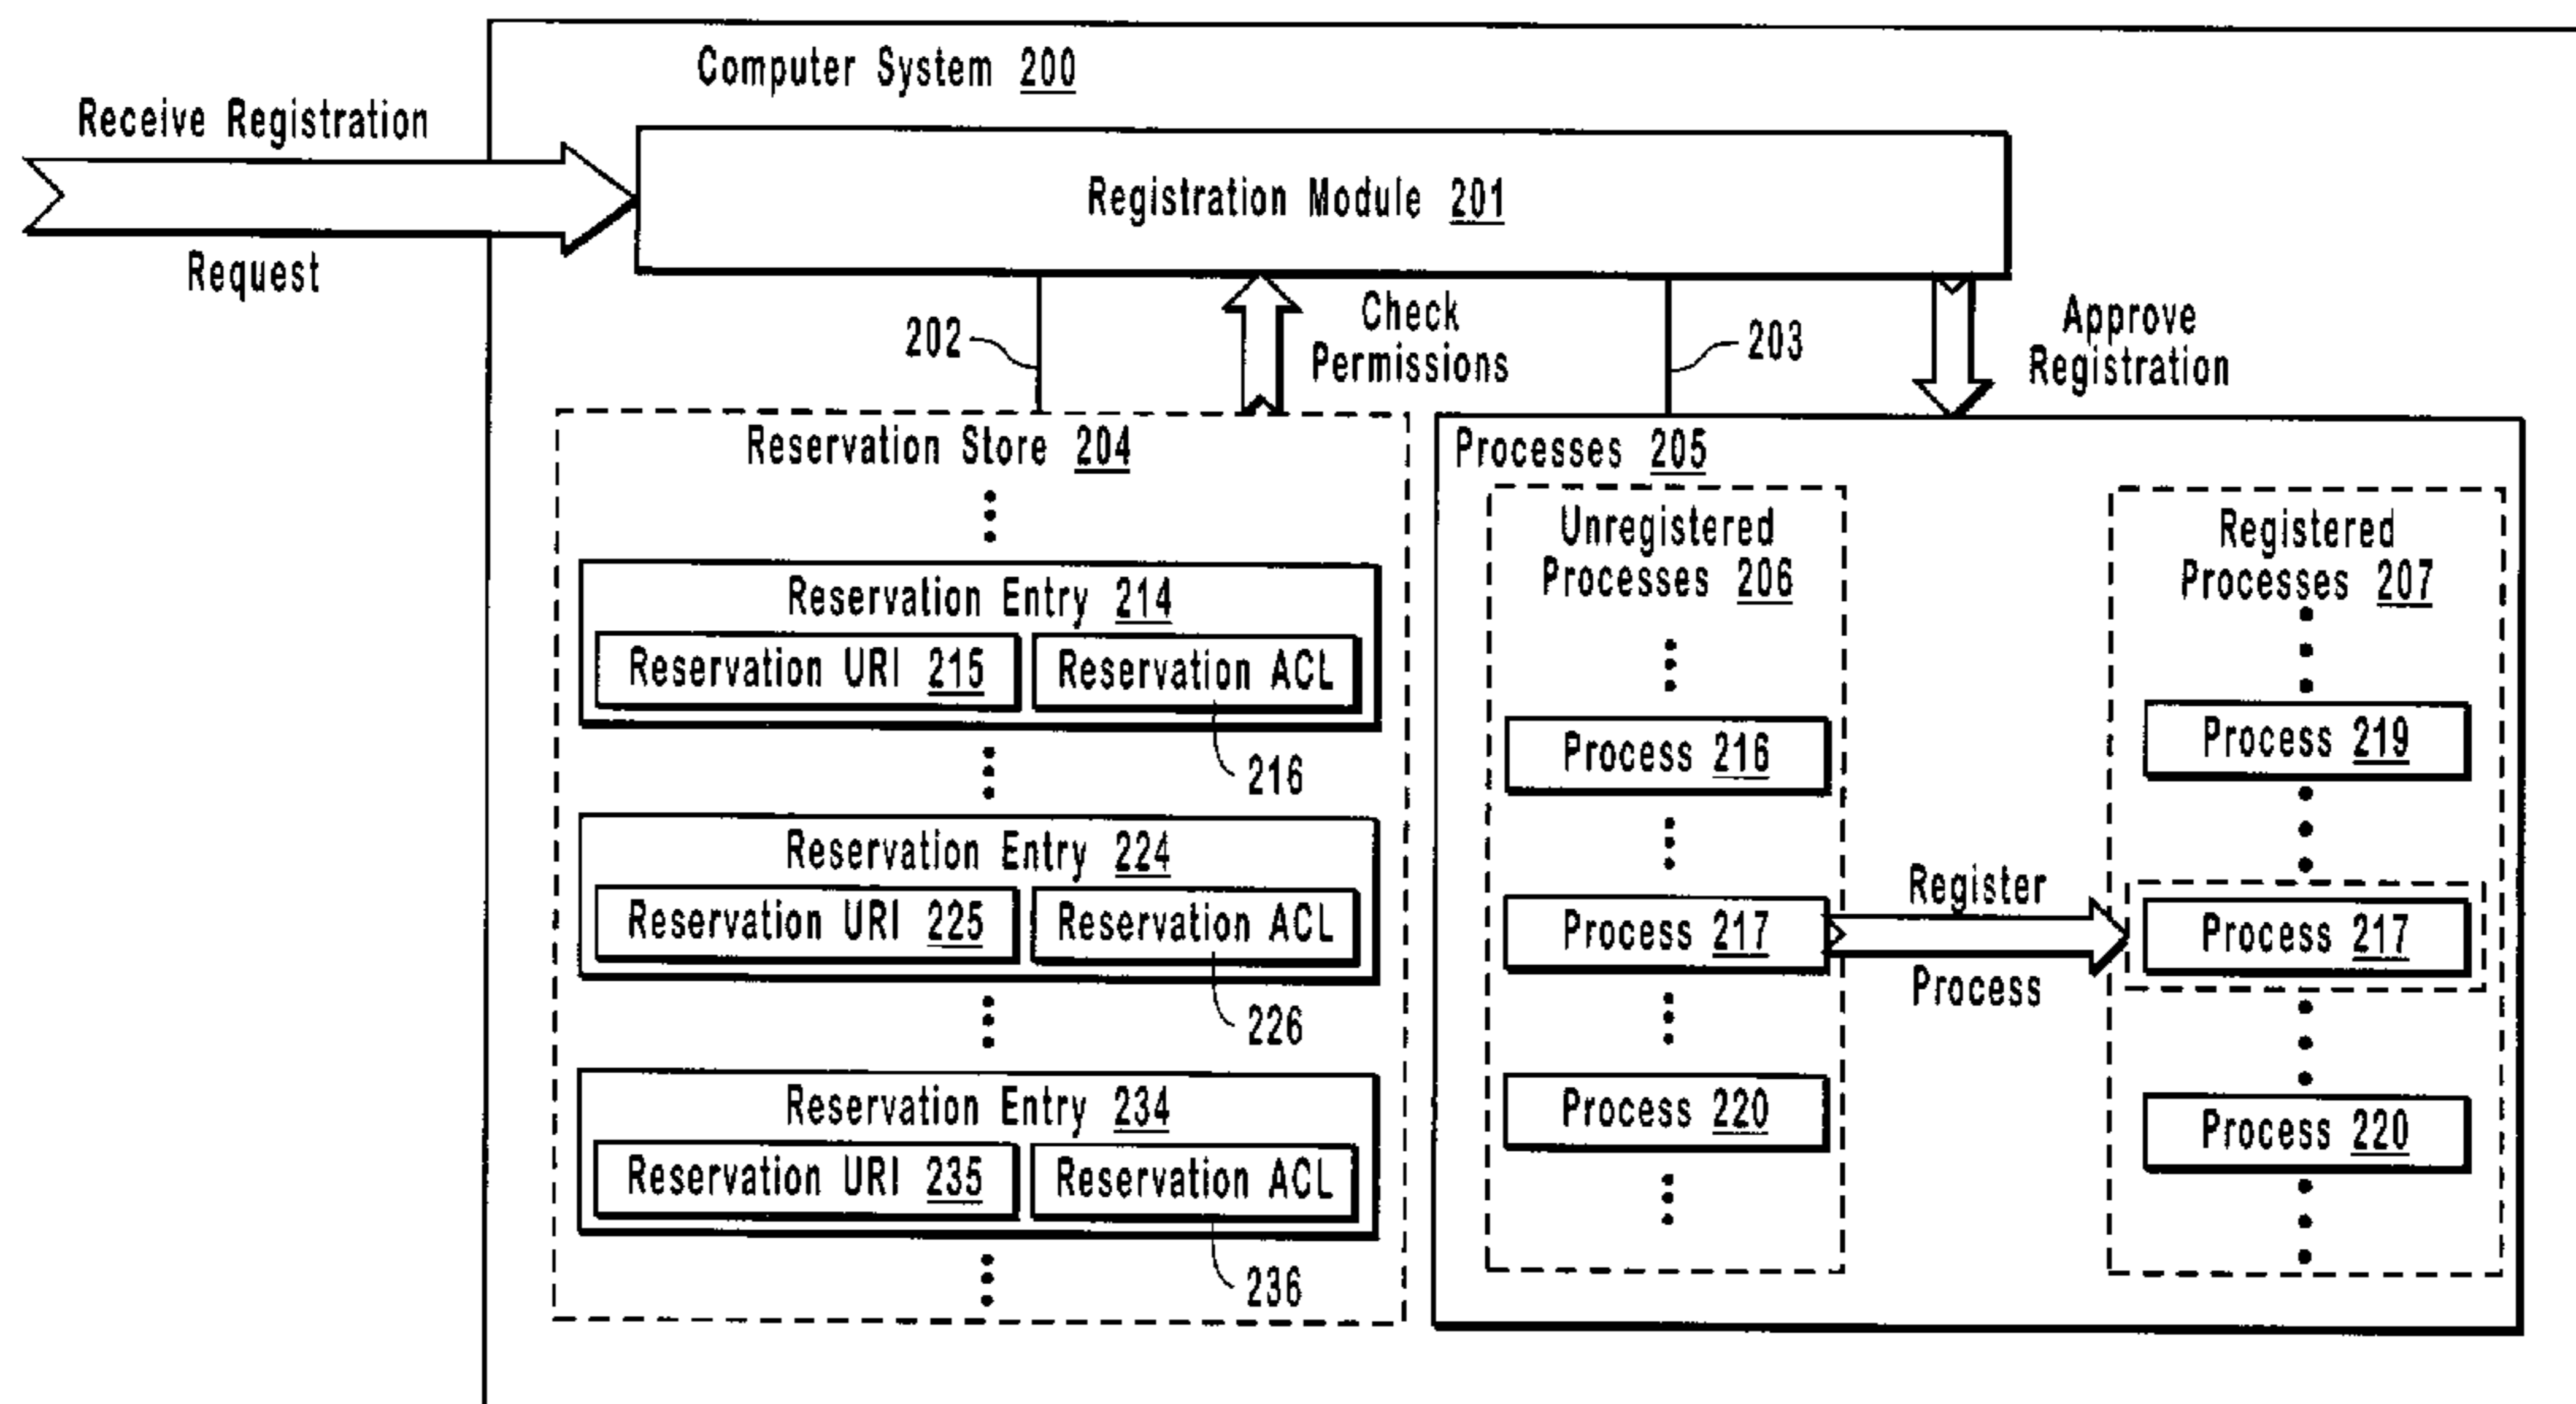 Computer System 200
Receive Registration
Request
Registration Module 201
202
Check
Permissions
203
Approve
Registration
Reservation Store 204
Reservation Entry 214
Reservation URI 215
Reservation ACL
216
Reservation Entry 224
Reservation URI 225
Reservation ACL
226
Reservation Entry 234
Reservation URI 235
Reservation ACL
236
Processes 205
Unregistered
Processes 206
Process 216
Process 217
Process 220
Register
Process
Registered
Processes 207
Process 219
Process 217
Process 220